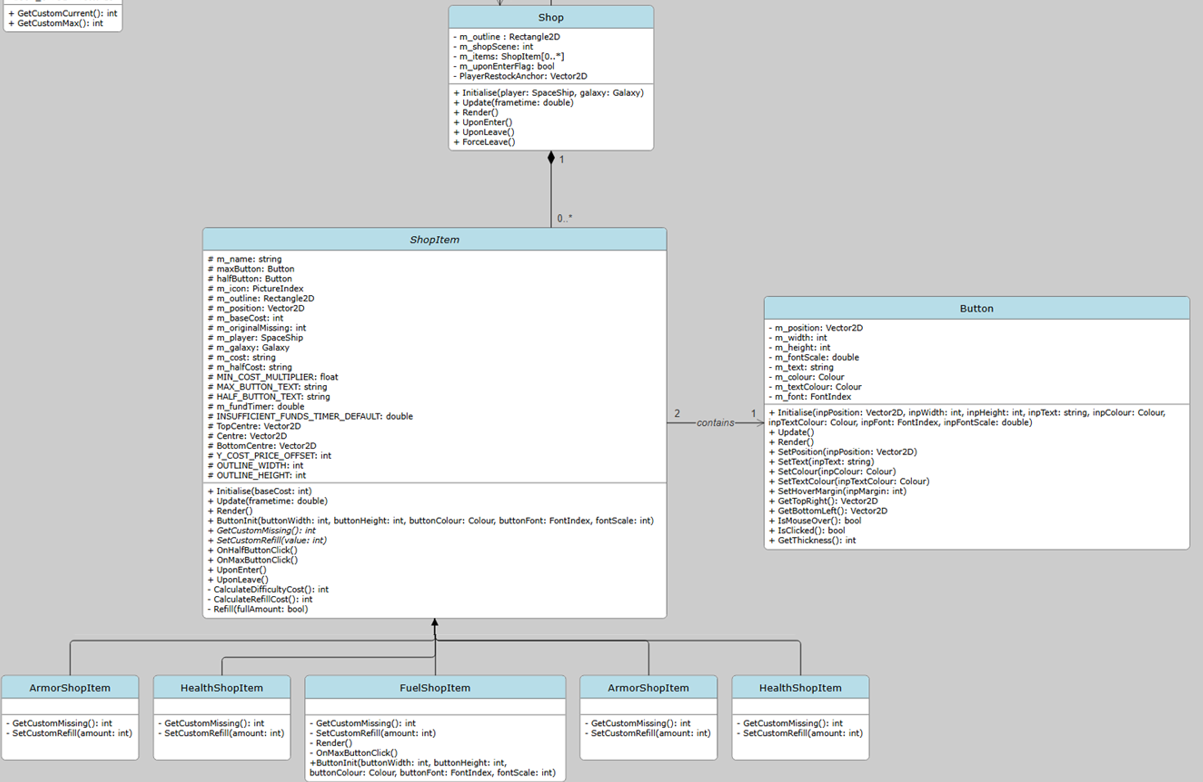 + GetCustomCurrent(): int
+ GetCustomMax(): int
Shop
- m_outline : Rectangle2D
- m_shopScene: int
- m_items: ShopItem[0..*]
- m_uponEnterFlag: bool
- PlayerRestockAnchor: Vector2D
+ Initialise(player: SpaceShip, galaxy: Galaxy)
+ Update(frametime: double)
+ Render()
+ UponEnter()
+ UponLeave()
+ ForceLeave()
1
0..*
ShopItem
# m_name: string
# maxButton: Button
# halfButton: Button
# m_icon: PictureIndex
# m_outline: Rectangle2D
# m_position: Vector2D
# m_baseCost: int
# m_originalMissing: int
# m_player: SpaceShip
# m_galaxy: Galaxy
# m_cost: string
# m_halfCost: string
# MIN_COST_MULTIPLIER: float
# MAX_BUTTON_TEXT: string
# HALF_BUTTON_TEXT: string
# m_fundTimer: double
# INSUFFICIENT_FUNDS_TIMER_DEFAULT: double
# TopCentre: Vector2D
# Centre: Vector2D
# BottomCentre: Vector2D
# Y_COST_PRICE_OFFSET: int
# OUTLINE_WIDTH: int
# OUTLINE_HEIGHT: int
+ Initialise(baseCost: int)
+ Update(frametime: double)
+ Render()
+ ButtonInit(buttonWidth: int, buttonHeight: int, buttonColour: Colour, buttonFont: FontIndex, fontScale: int)
+ GetCustomMissing(): int
+ SetCustomRefill(value: int)
+ OnHalfButtonClick()
+ OnMaxButtonClick()
+ UponEnter()
+ UponLeave()
- CalculateDifficultyCost(): int
- CalculateRefillCost(): int
- Refill(fullAmount: bool)
2
contains
1
Button
- m_position: Vector2D
- m_width: int
- m_height: int
- m_fontScale: double
- m_text: string
- m_colour: Colour
- m_textColour: Colour
- m_font: FontIndex
+ Initialise(inpPosition: Vector2D, inpWidth: int, inpHeight: int, inpText: string, inpColour: Colour,
inpTextColour: Colour, inpFont: FontIndex, inpFontScale: double)
+ Update()
+ Render()
+ SetPosition(inpPosition: Vector2D)
+ SetText(inpText: string)
+ SetColour(inpColour: Colour)
+ SetTextColour(inpTextColour: Colour)
+ SetHoverMargin(inpMargin: int)
+ GetTopRight(): Vector2D
+ GetBottomLeft(): Vector2D
+ IsMouseOver(): bool
+ IsClicked(): bool
+ GetThickness(): int
ArmorShopItem
- GetCustomMissing(): int
- SetCustomRefill(amount: int)
HealthShopItem
- GetCustomMissing(): int
- SetCustomRefill(amount: int)
FuelShopItem
- GetCustomMissing(): int
- SetCustomRefill(amount: int)
- Render()
- OnMaxButtonClick()
+ButtonInit(buttonWidth: int, buttonHeight: int,
buttonColour: Colour, buttonFont: FontIndex, fontScale: int)
ArmorShopItem
- GetCustomMissing(): int
- SetCustomRefill(amount: int)
HealthShopItem
- GetCustomMissing(): int
- SetCustomRefill(amount: int)